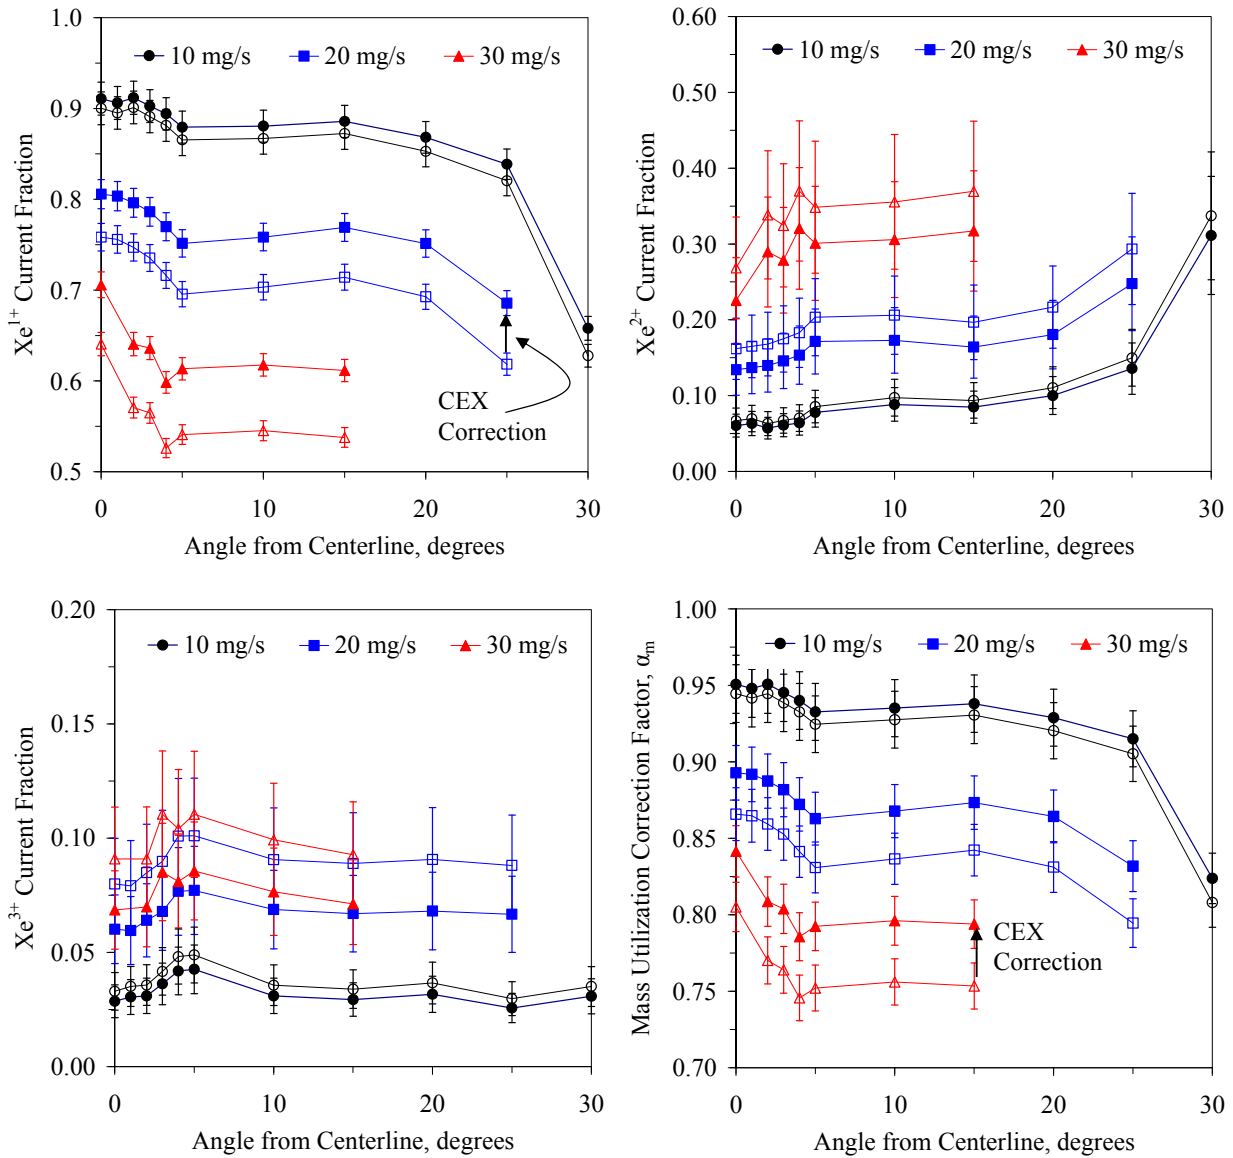 1.0
0.9
0.8
0.7
0.6
0.5
Xe1+ Current Fraction
10 mg/s 20 mg/s 30 mg/s
CEX
Correction
0 10 20 30
Angle from Centerline, degrees
0.60
0.50
0.40
0.30
0.20
0.10
0.00
Xe2+ Current Fraction
10 mg/s 20 mg/s 30 mg/s
0 10 20 30
Angle from Centerline, degrees
0.20
0.15
0.10
0.05
0.00
Xe3+ Current Fraction
10 mg/s 20 mg/s 30 mg/s
0 10 20 30
Angle from Centerline, degrees
1.00
0.95
0.90
0.85
0.80
0.75
0.70
Mass Utilization Correction Factor, αm
10 mg/s 20 mg/s 30 mg/s
CEX
Correction
0 10 20 30
Angle from Centerline, degrees